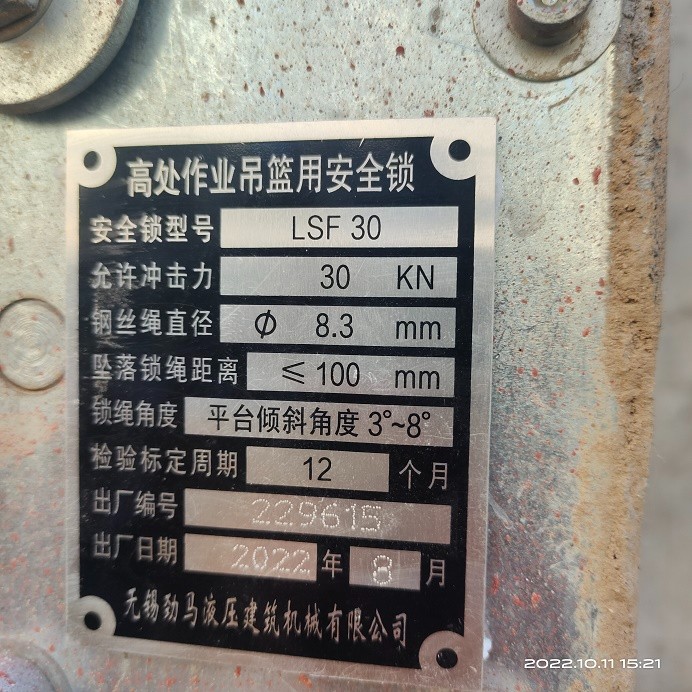 高处作业吊篮用安全锁
安全锁型号 LSF 30
允许冲击力 30 KN
钢丝绳直径 Φ 8.3 mm
坠落锁绳距离 ≤100 mm
锁绳角度 平台倾斜角度 3°~8°
检验标定周期 12 个月
出厂编号 229615
出厂日期 2022 年 8 月
无锡劲马液压建筑机械有限公司
2022.10.11 15:21